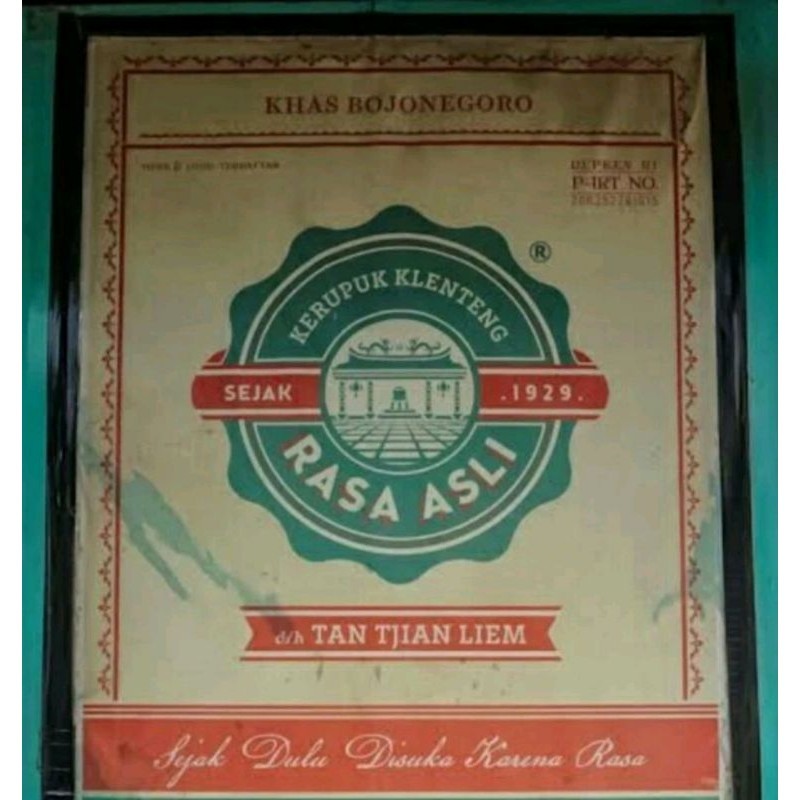 KHAS BOJONEGORO
DEPKES RI
P-IRT NO.
®
KERUPUK KLENTENG
SEJAK .1929.
RASA ASLI
d/h TAN TJIAN LIEM
Sejak Dulu Disuka Karena Rasa